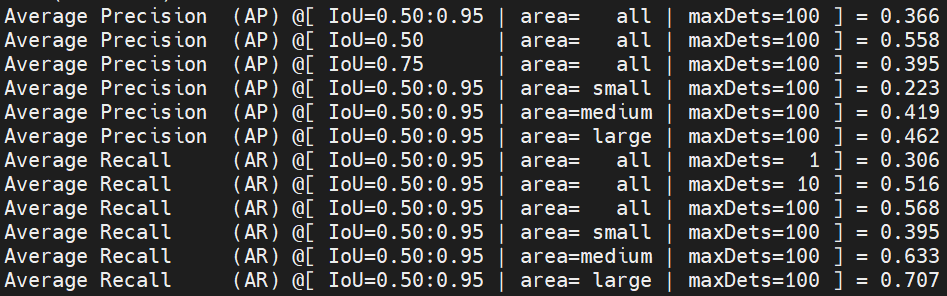 Average Precision  (AP) @[ IoU=0.50:0.95 | area=   all | maxDets=100 ] = 0.366
Average Precision  (AP) @[ IoU=0.50      | area=   all | maxDets=100 ] = 0.558
Average Precision  (AP) @[ IoU=0.75      | area=   all | maxDets=100 ] = 0.395
Average Precision  (AP) @[ IoU=0.50:0.95 | area= small | maxDets=100 ] = 0.223
Average Precision  (AP) @[ IoU=0.50:0.95 | area=medium | maxDets=100 ] = 0.419
Average Precision  (AP) @[ IoU=0.50:0.95 | area= large | maxDets=100 ] = 0.462
Average Recall     (AR) @[ IoU=0.50:0.95 | area=   all | maxDets=  1 ] = 0.306
Average Recall     (AR) @[ IoU=0.50:0.95 | area=   all | maxDets= 10 ] = 0.516
Average Recall     (AR) @[ IoU=0.50:0.95 | area=   all | maxDets=100 ] = 0.568
Average Recall     (AR) @[ IoU=0.50:0.95 | area= small | maxDets=100 ] = 0.395
Average Recall     (AR) @[ IoU=0.50:0.95 | area=medium | maxDets=100 ] = 0.633
Average Recall     (AR) @[ IoU=0.50:0.95 | area= large | maxDets=100 ] = 0.707